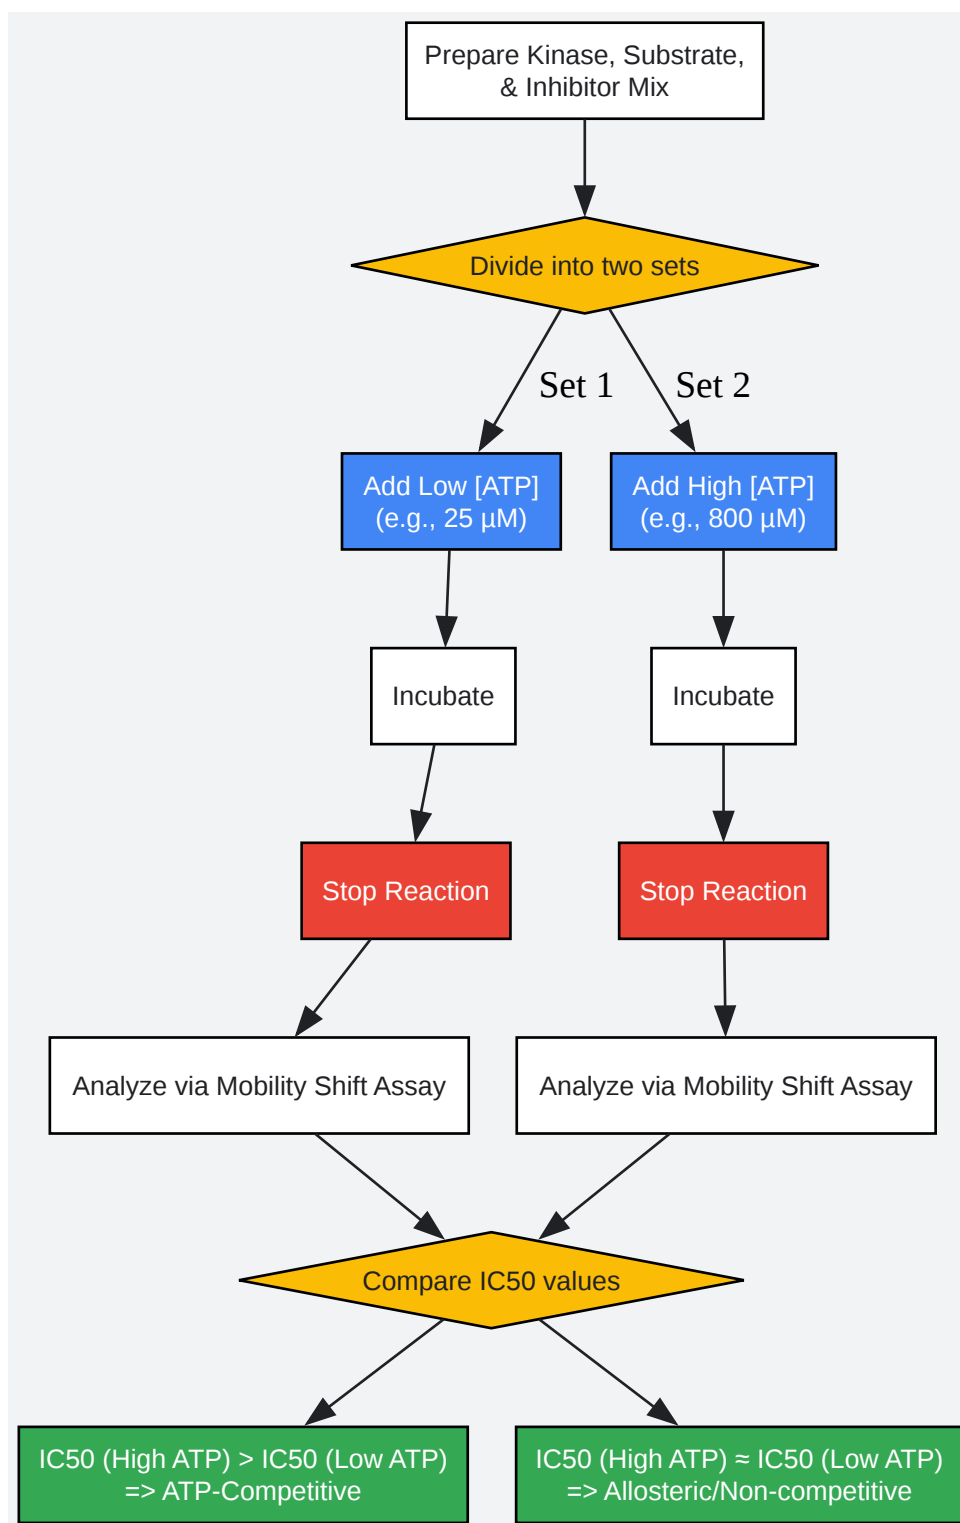 Prepare Kinase, Substrate,
& Inhibitor Mix
Divide into two sets
Set 1
Set 2
Add Low [ATP]
(e.g., 25 µM)
Add High [ATP]
(e.g., 800 µM)
Incubate
Incubate
Stop Reaction
Stop Reaction
Analyze via Mobility Shift Assay
Analyze via Mobility Shift Assay
Compare IC50 values
IC50 (High ATP) > IC50 (Low ATP)
=> ATP-Competitive
IC50 (High ATP) ≈ IC50 (Low ATP)
=> Allosteric/Non-competitive